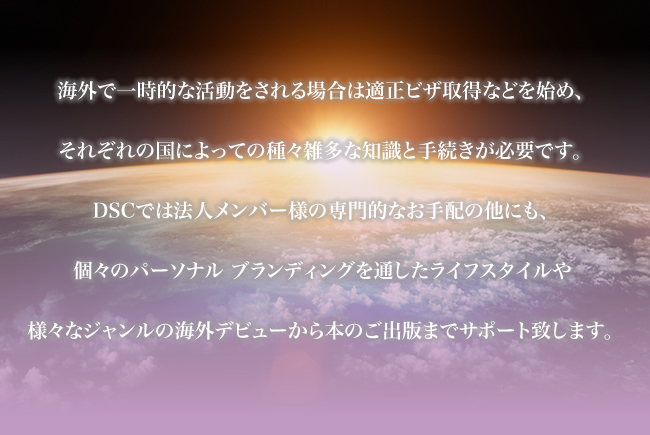 海外で一時的な活動をされる場合は適正ビザ取得などを始め、
それぞれの国によっての種々雑多な知識と手続きが必要です。
DSCでは法人メンバー様の専門的なお手配の他にも、
個々のパーソナル ブランディングを通したライフスタイルや
様々なジャンルの海外デビューから本のご出版までサポート致します。